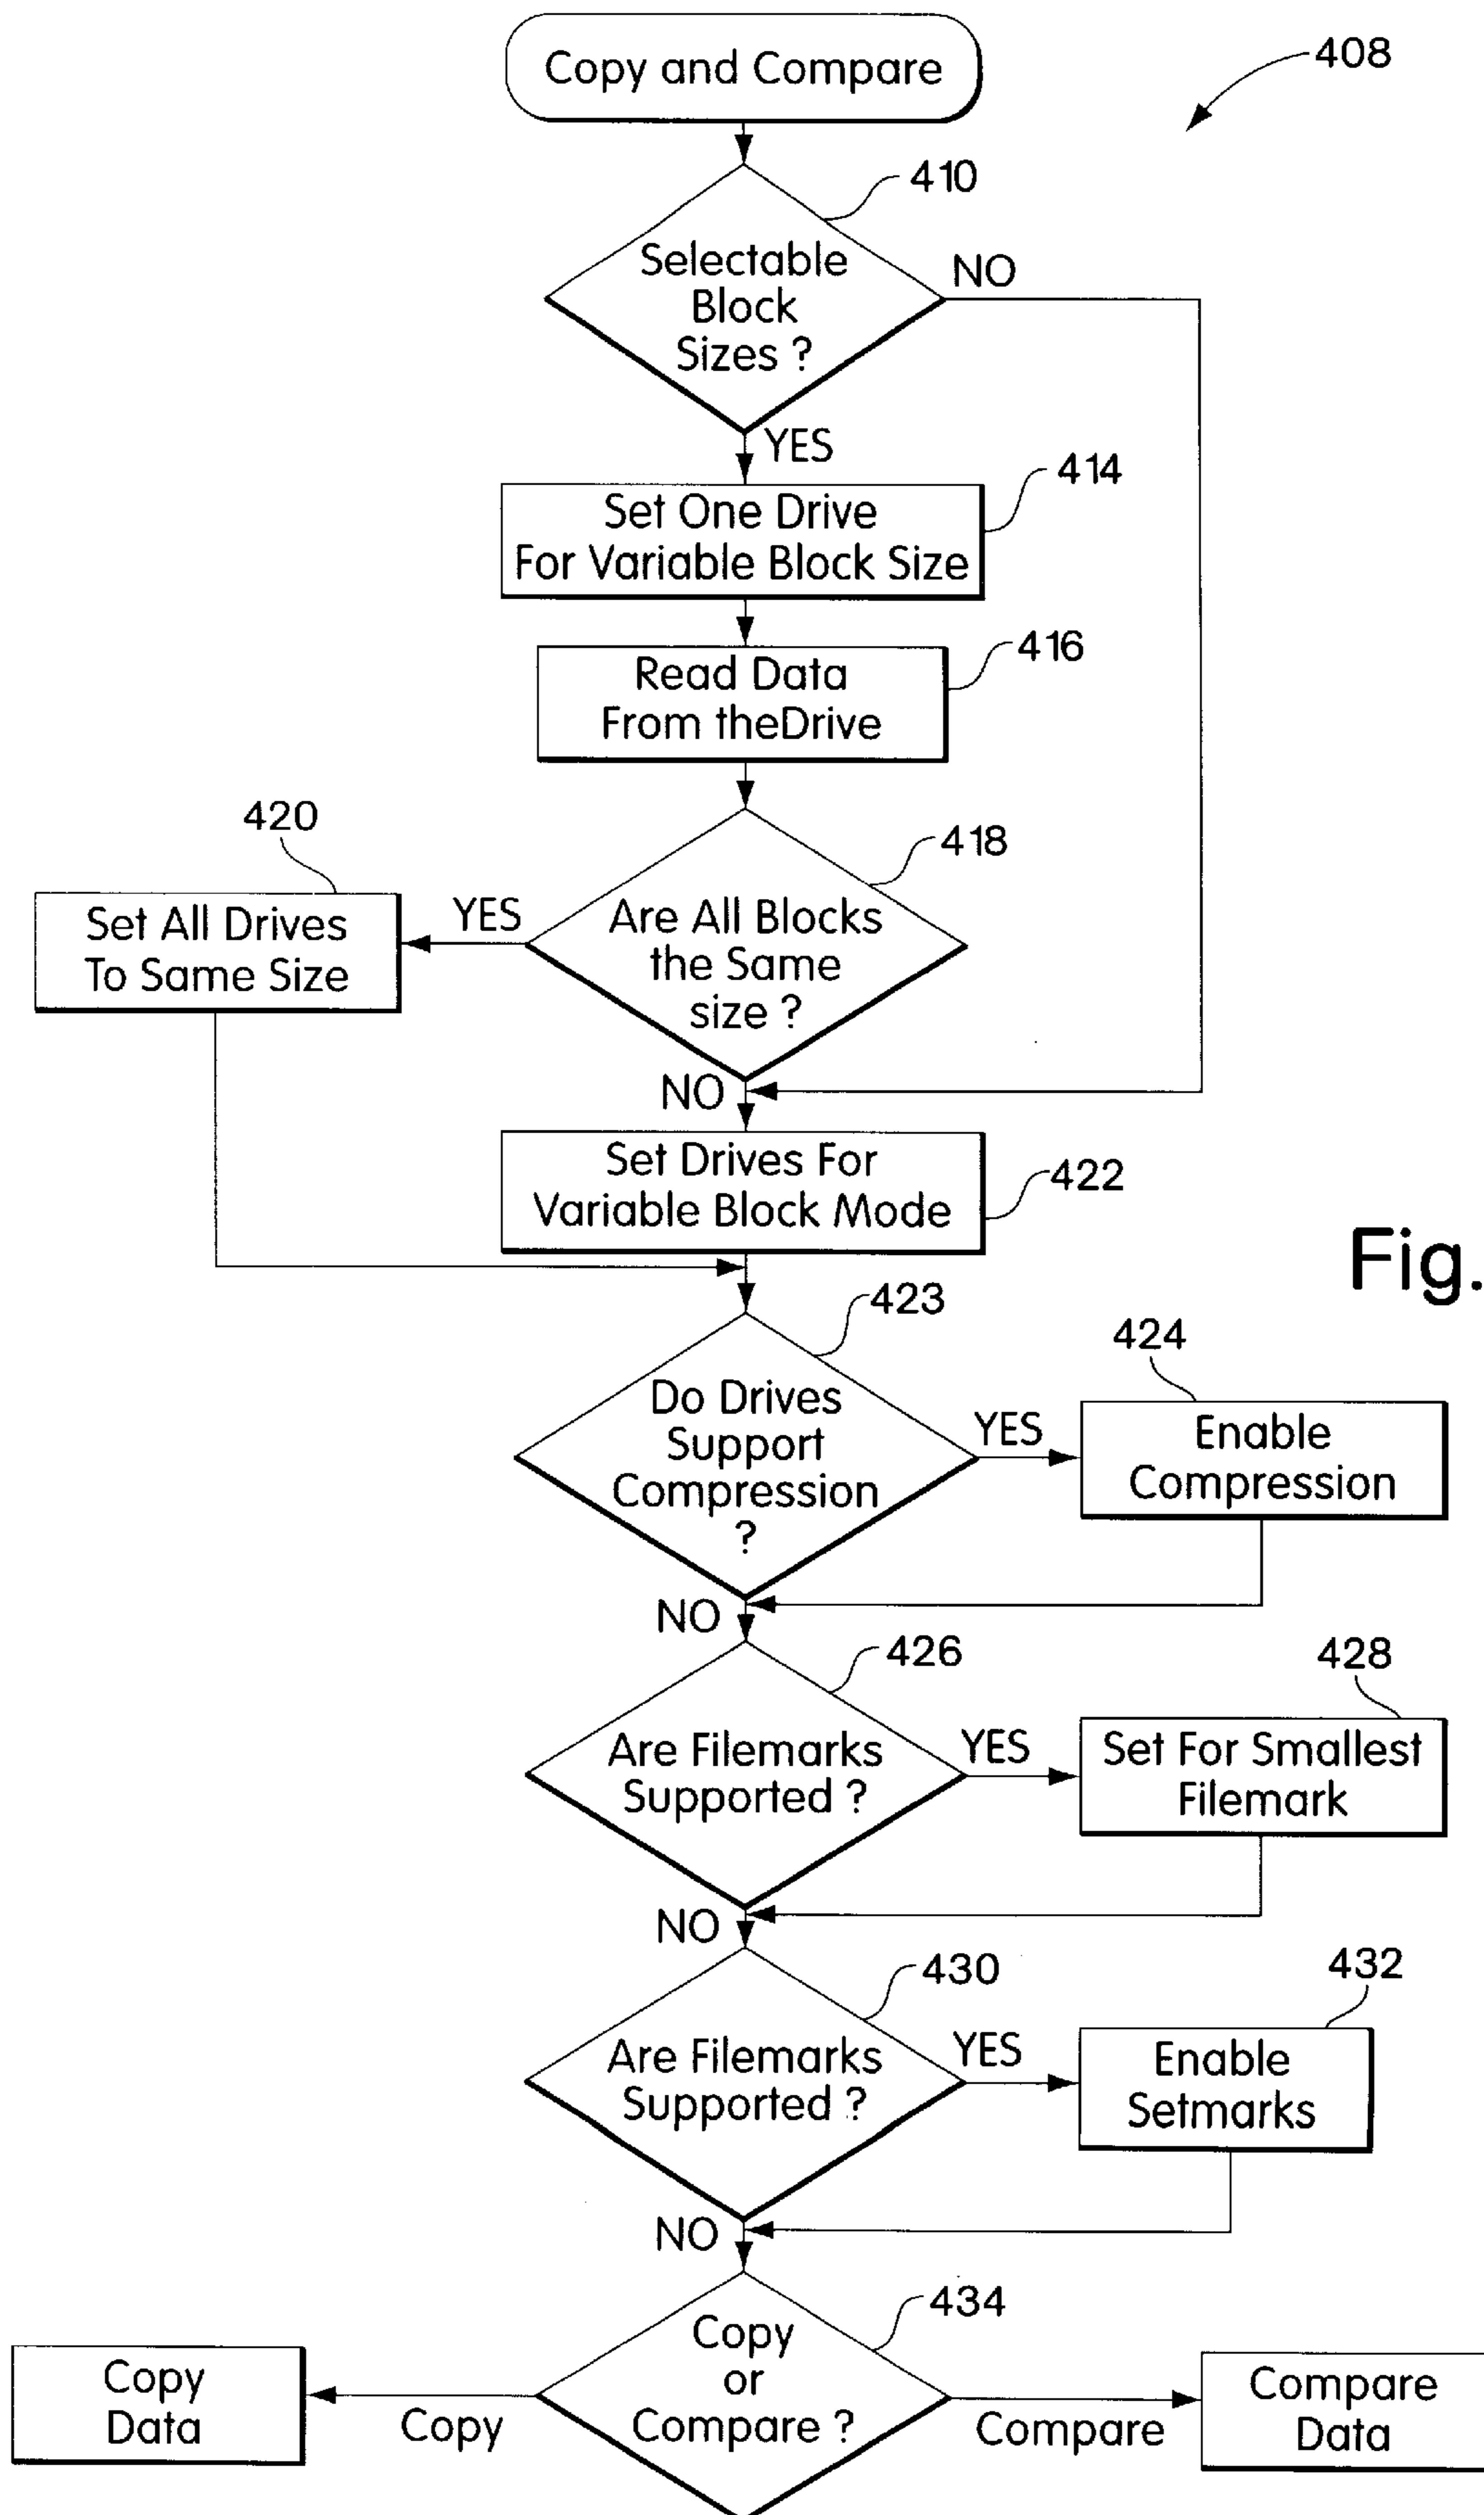 Copy and Compare
408
410
Selectable
Block
Sizes ?
NO
YES
414
Set One Drive
For Variable Block Size
416
Read Data
From theDrive
420
418
Set All Drives
To Same Size
YES
Are All Blocks
the Same
size ?
NO
Set Drives For
Variable Block Mode
422
Fig.
423
424
Do Drives
Support
Compression
?
YES
Enable
Compression
NO
426
428
Are Filemarks
Supported ?
YES
Set For Smallest
Filemark
NO
430
432
Are Filemarks
Supported ?
YES
Enable
Setmarks
NO
434
Copy
or
Compare ?
Copy
Data
Copy
Compare
Compare
Data